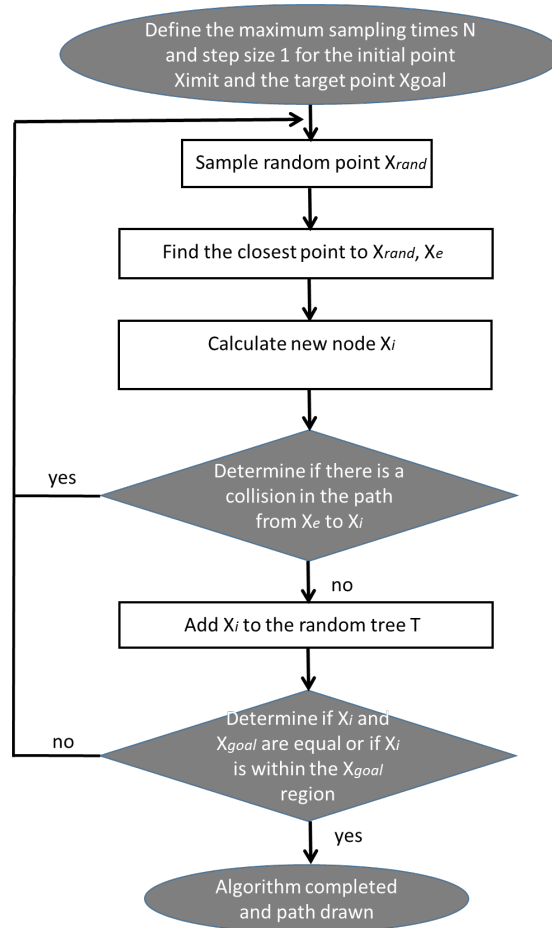 Define the maximum sampling times N
and step size 1 for the initial point
Ximit and the target point Xgoal
Sample random point Xrand
Find the closest point to Xrand, Xe
Calculate new node Xi
Determine if there is a
collision in the path
from Xe to Xi
yes
no
Add Xi to the random tree T
Determine if Xi and
Xgoal are equal or if Xi
is within the Xgoal
region
no
yes
Algorithm completed
and path drawn